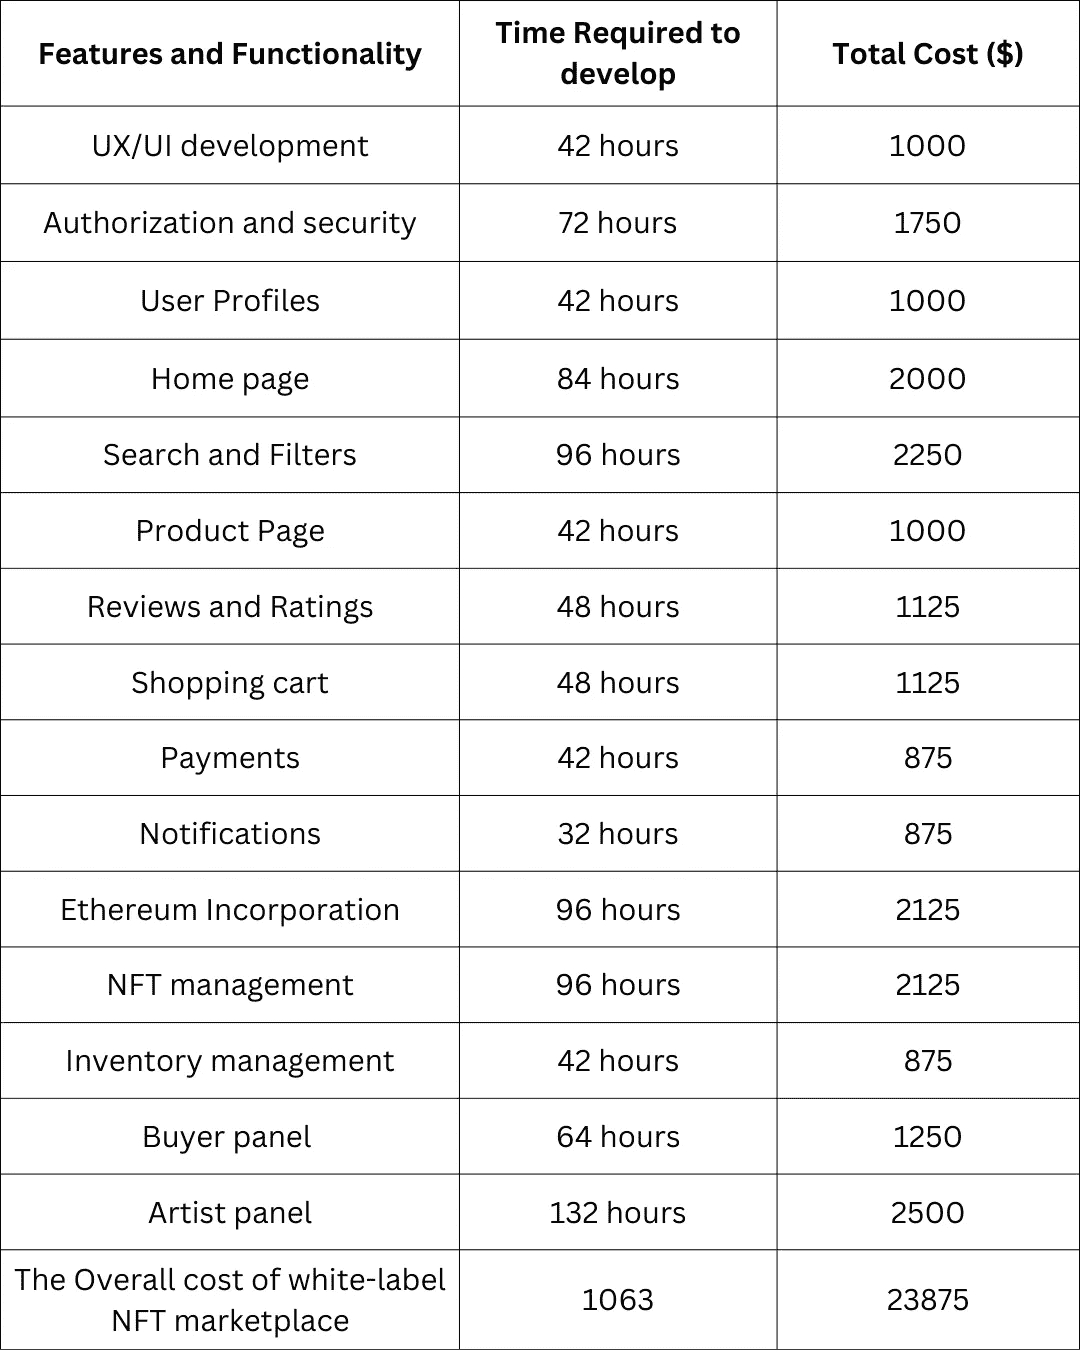 Features and Functionality
Time Required to
develop
Total Cost ($)
UX/UI development
42 hours
1000
Authorization and security
72 hours
1750
User Profiles
42 hours
1000
Home page
84 hours
2000
Search and Filters
96 hours
2250
Product Page
42 hours
1000
Reviews and Ratings
48 hours
1125
Shopping cart
48 hours
1125
Payments
42 hours
875
Notifications
32 hours
875
Ethereum Incorporation
96 hours
2125
NFT management
96 hours
2125
Inventory management
42 hours
875
Buyer panel
64 hours
1250
Artist panel
132 hours
2500
The Overall cost of white-label
NFT marketplace
1063
23875